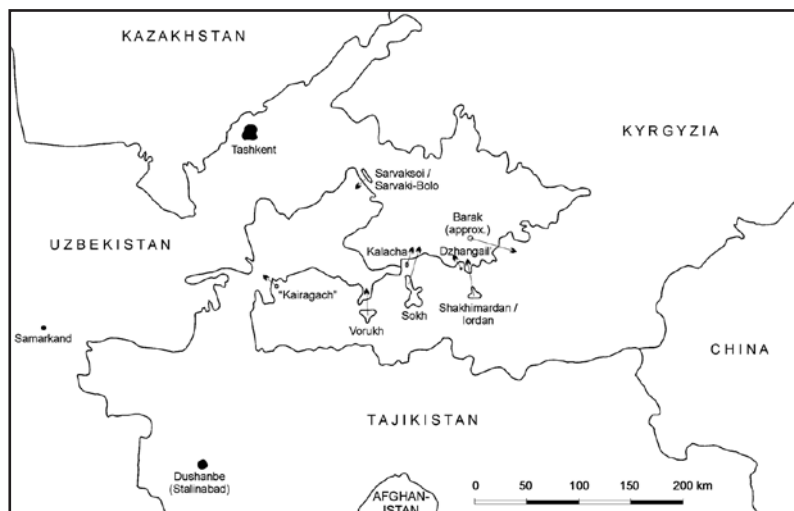 KAZAKHSTAN
KYRGYZIA
Tashkent
Sarvaksoi /
Sarvaki-Bolo
Barak
(approx.)
UZBEKISTAN
Kalacha
Dzhangail
"Kairagach"
Sokh
Shakhimardan /
Iordan
Vorukh
Samarkand
CHINA
TAJIKISTAN
Dushanbe
(Stalinabad)
AFGHAN-
ISTAN
0 50 100 150 200 km